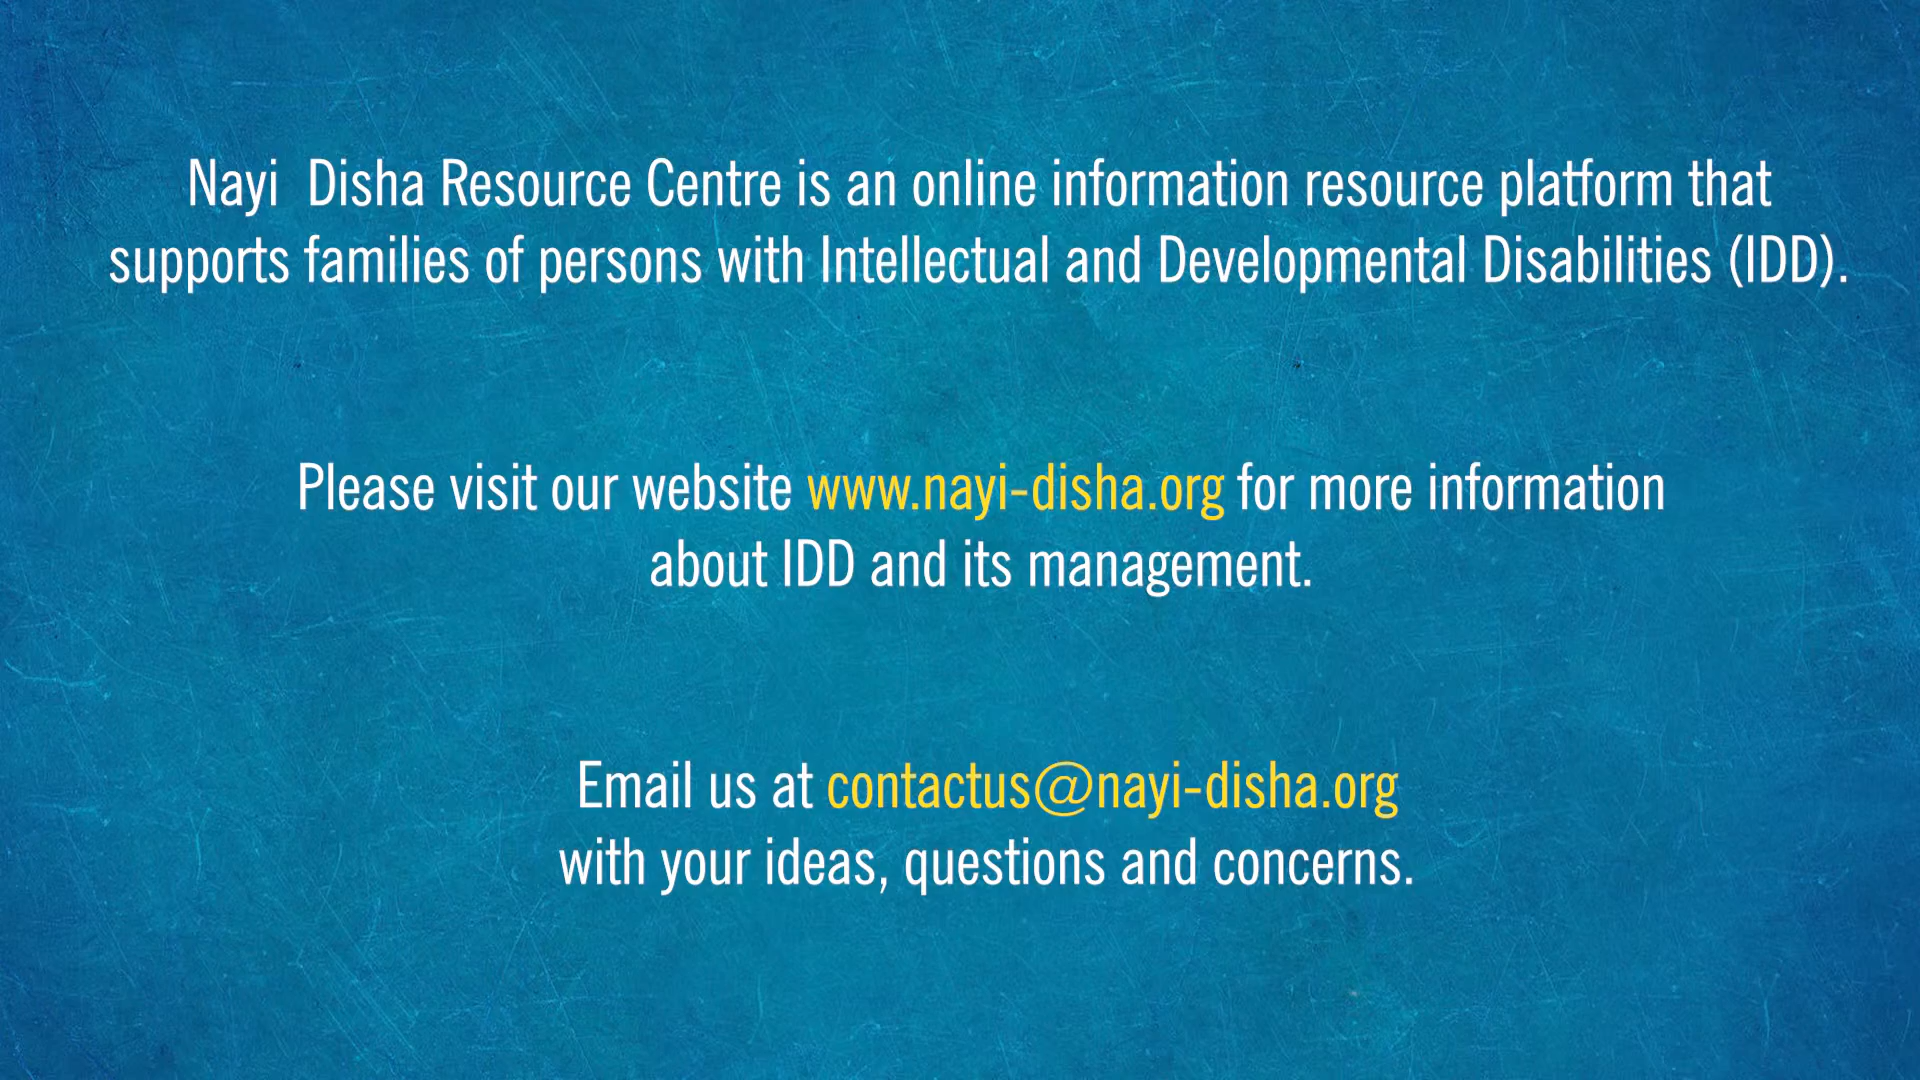 Nayi  Disha Resource Centre is an online information resource platform that
supports families of persons with Intellectual and Developmental Disabilities (IDD).
Please visit our website www.nayi-disha.org for more information
about IDD and its management.
Email us at contactus@nayi-disha.org
with your ideas, questions and concerns.